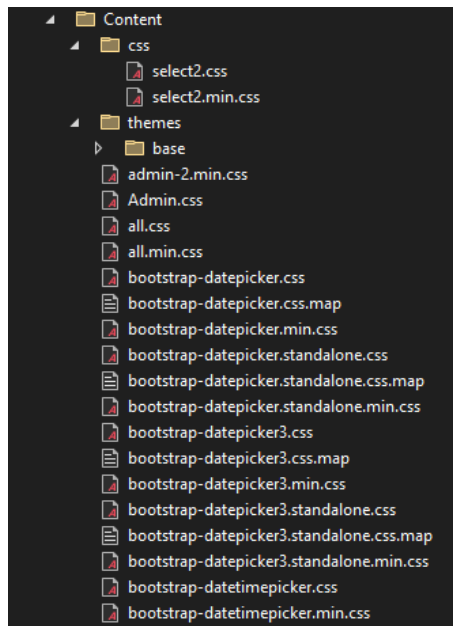 Content
css
select2.css
select2.min.css
themes
base
admin-2.min.css
Admin.css
all.css
all.min.css
bootstrap-datepicker.css
bootstrap-datepicker.css.map
bootstrap-datepicker.min.css
bootstrap-datepicker.standalone.css
bootstrap-datepicker.standalone.css.map
bootstrap-datepicker.standalone.min.css
bootstrap-datepicker3.css
bootstrap-datepicker3.css.map
bootstrap-datepicker3.min.css
bootstrap-datepicker3.standalone.css
bootstrap-datepicker3.standalone.css.map
bootstrap-datepicker3.standalone.min.css
bootstrap-datetimepicker.css
bootstrap-datetimepicker.min.css